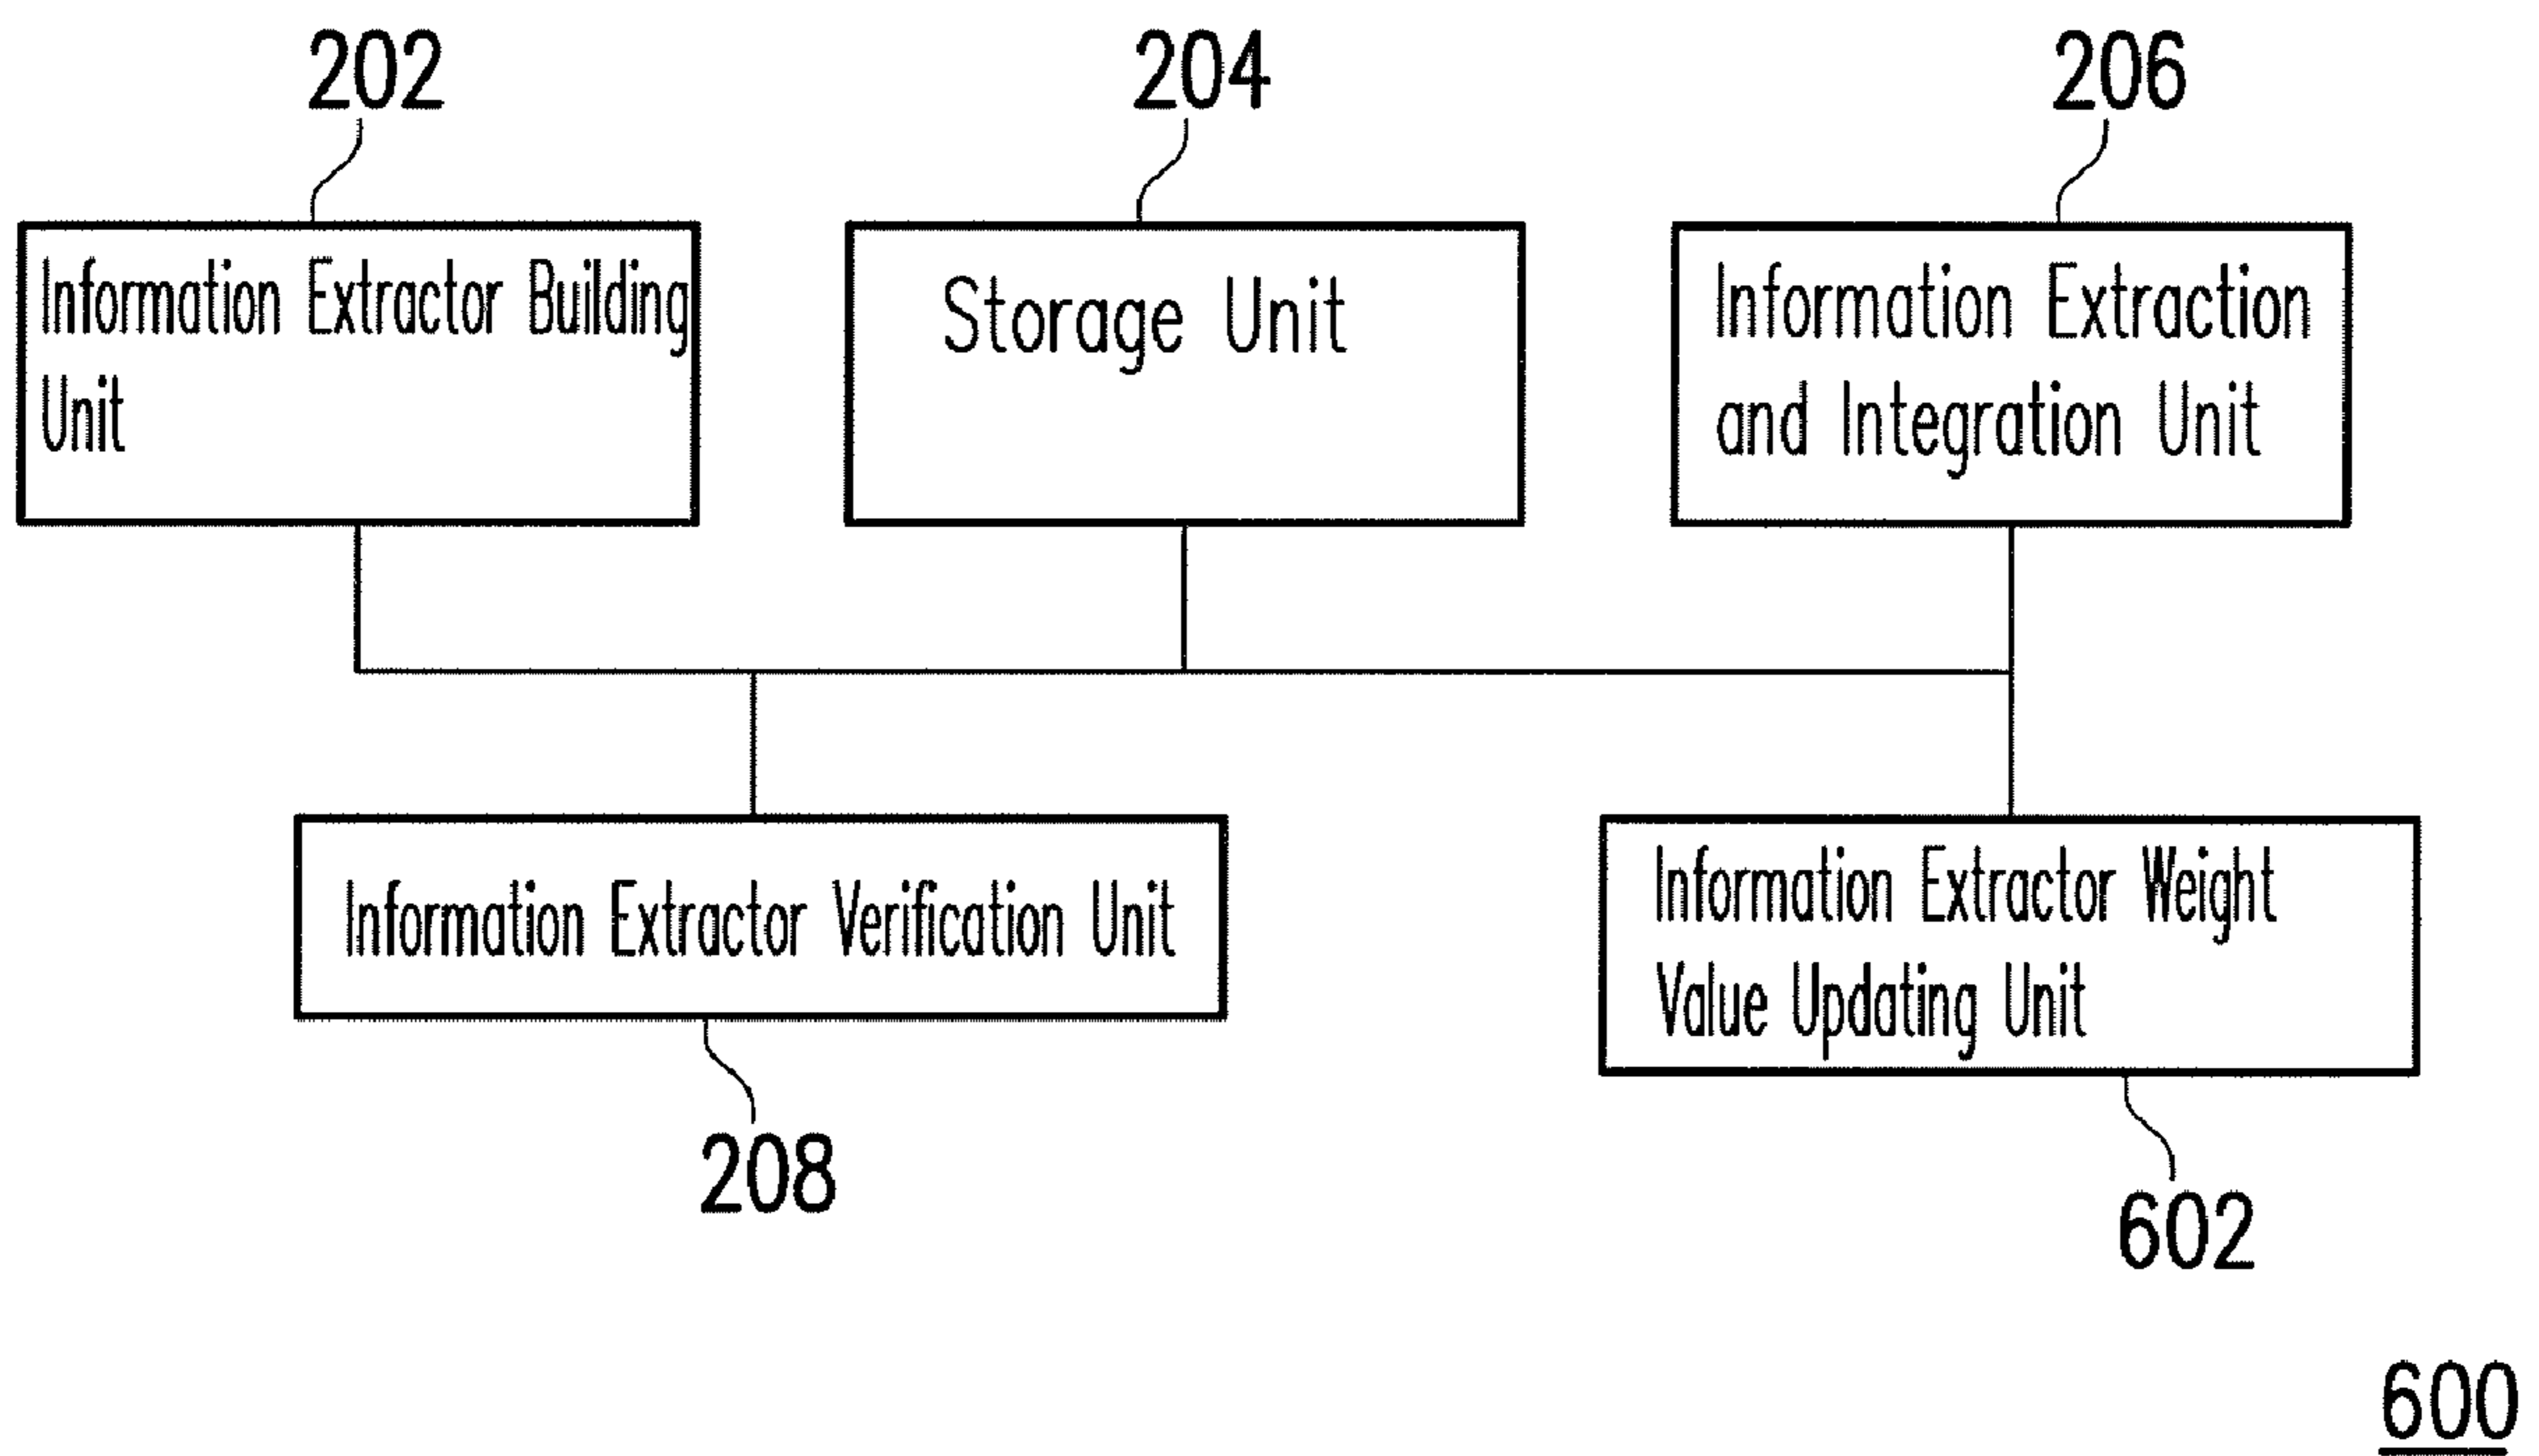 202
204
206
Information Extractor Building
Unit
Storage Unit
Information Extraction
and Integration Unit
Information Extractor Verification Unit
Information Extractor Weight
Value Updating Unit
208
602
600